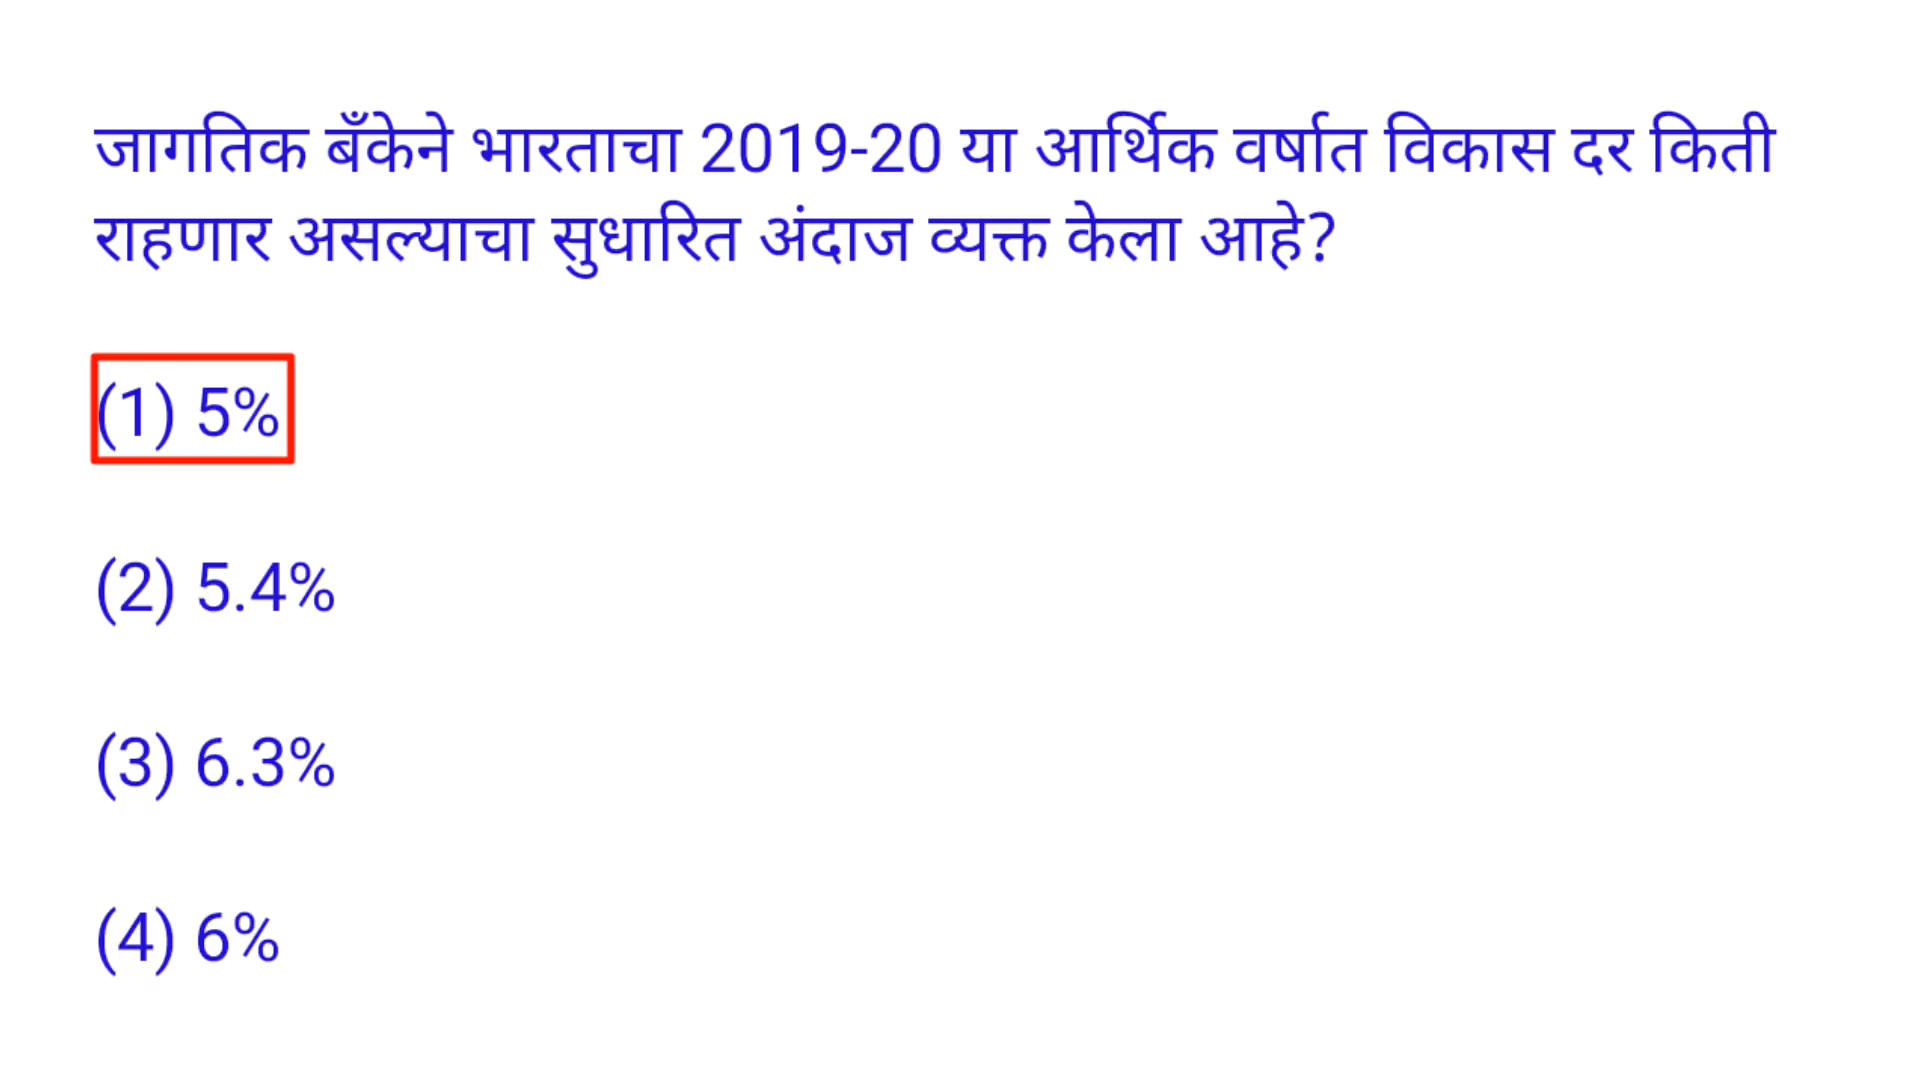 जागतिक बँकेने भारताचा 2019-20 या आर्थिक वर्षात विकास दर किती
राहणार असल्याचा सुधारित अंदाज व्यक्त केला आहे?
(1) 5%
(2) 5.4%
(3) 6.3%
(4) 6%